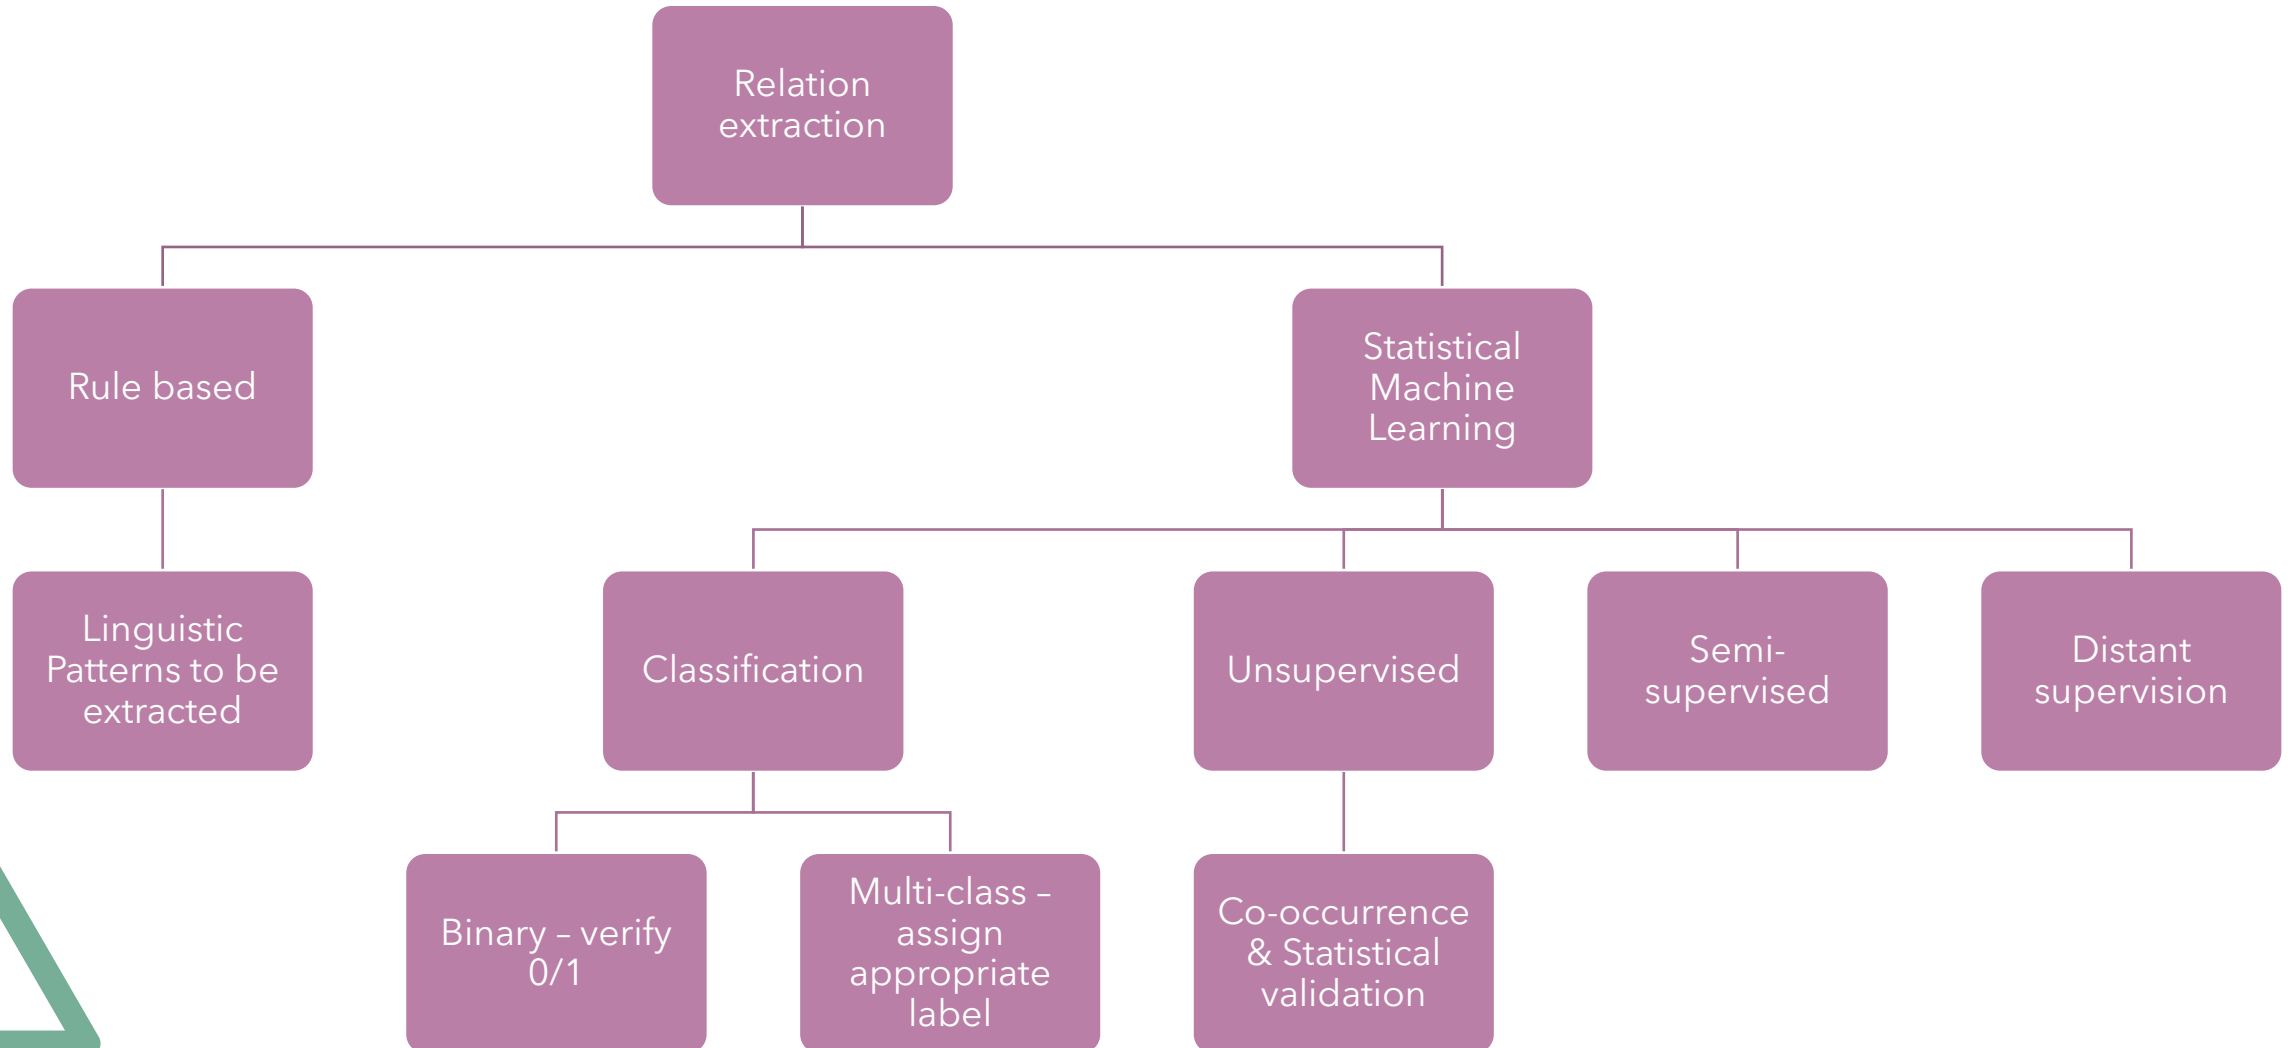 Relation
extraction
Rule based
Statistical
Machine
Learning
Linguistic
Patterns to be
extracted
Classification
Unsupervised
Semi-
supervised
Distant
supervision
Binary – verify
0/1
Multi-class –
assign
appropriate
label
Co-occurrence
& Statistical
validation